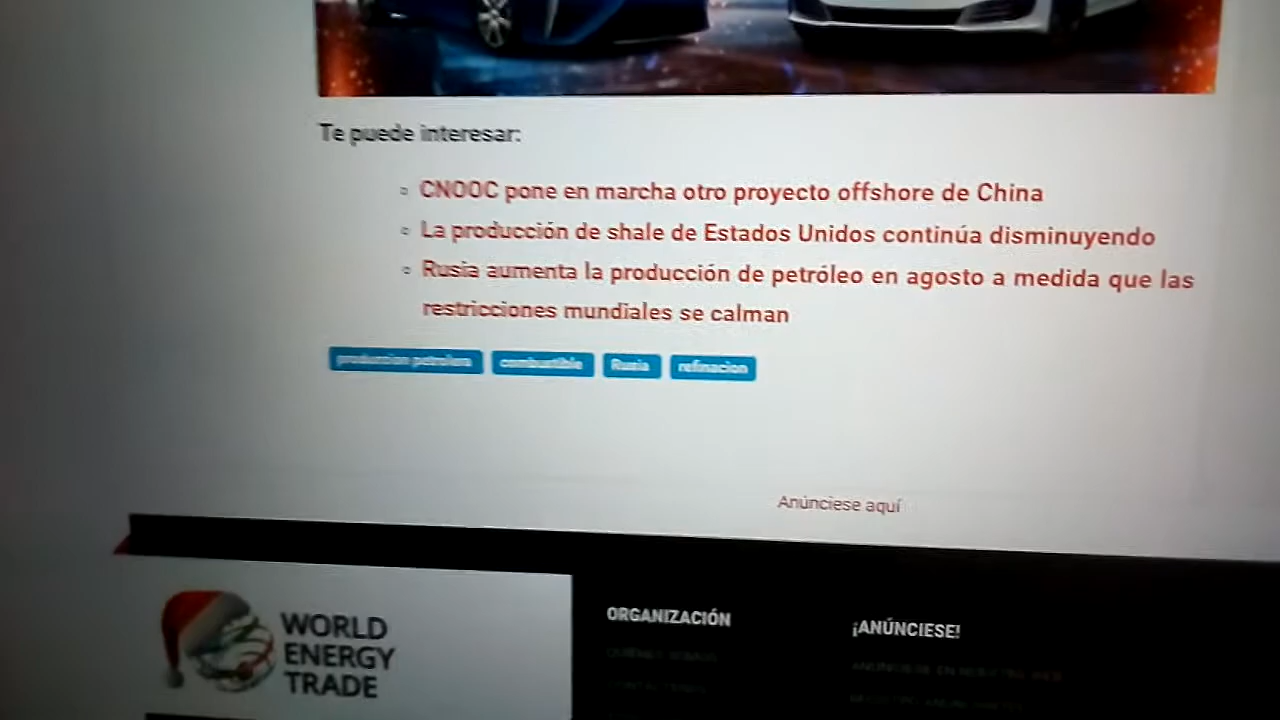 Te puede interesar:
CNOOC pone en marcha otro proyecto offshore de China
La producción de shale de Estados Unidos continúa disminuyendo
Rusia aumenta la producción de petróleo en agosto a medida que las
restricciones mundiales se calman
produccion petrolera combustible Rusia refinacion
Anúnciese aquí
WORLD
ENERGY
TRADE
ORGANIZACIÓN
¡ANÚNCIESE!